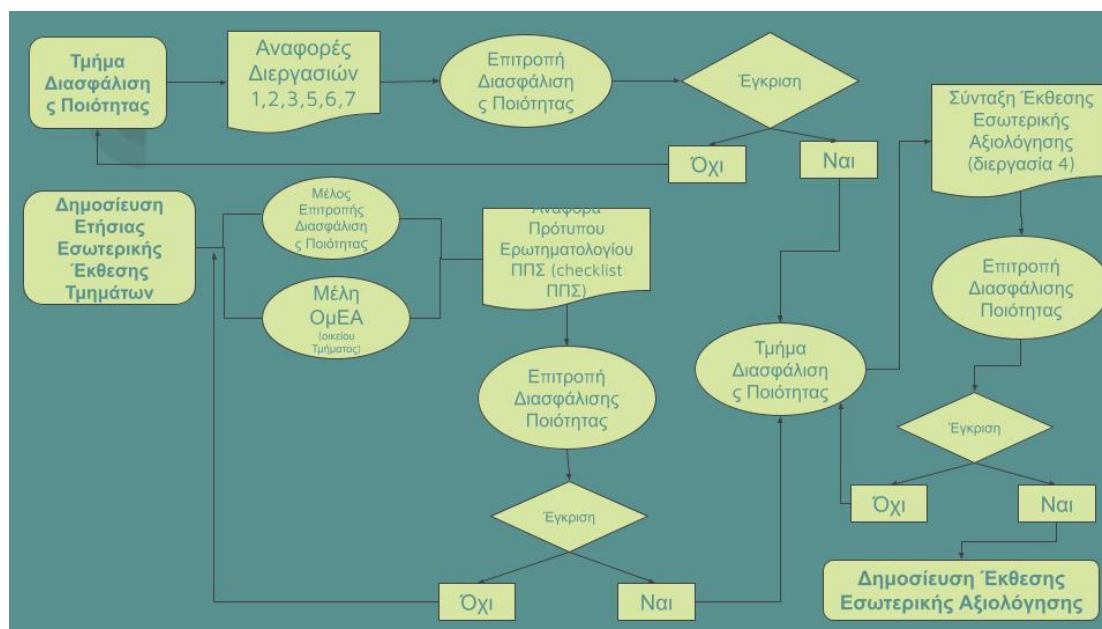 Τμήμα
Διασφάλιση
ς Ποιότητας
Αναφορές
Διεργασιών
1,2,3,5,6,7
Επιτροπή
Διασφάλιση
ς Ποιότητας
Έγκριση
Όχι
Ναι
Σύνταξη Έκθεσης
Εσωτερικής
Αξιολόγησης
(διεργασία 4)
Δημοσίευση
Ετήσιας
Εσωτερικής
Έκθεσης
Τμημάτων
Μέλος
Επιτροπής
Διασφάλιση
ς Ποιότητας
Μέλη
ΟμΕΑ
(οικείου
Τμήματος)
Αναφορά
Πρότυπου
Ερωτηματολογίου
ΠΠΣ (checklist
ΠΠΣ)
Επιτροπή
Διασφάλισης
Ποιότητας
Έγκριση
Όχι
Ναι
Τμήμα
Διασφάλιση
ς Ποιότητας
Επιτροπή
Διασφάλισης
Ποιότητας
Έγκριση
Όχι
Ναι
Δημοσίευση Έκθεσης
Εσωτερικής Αξιολόγησης